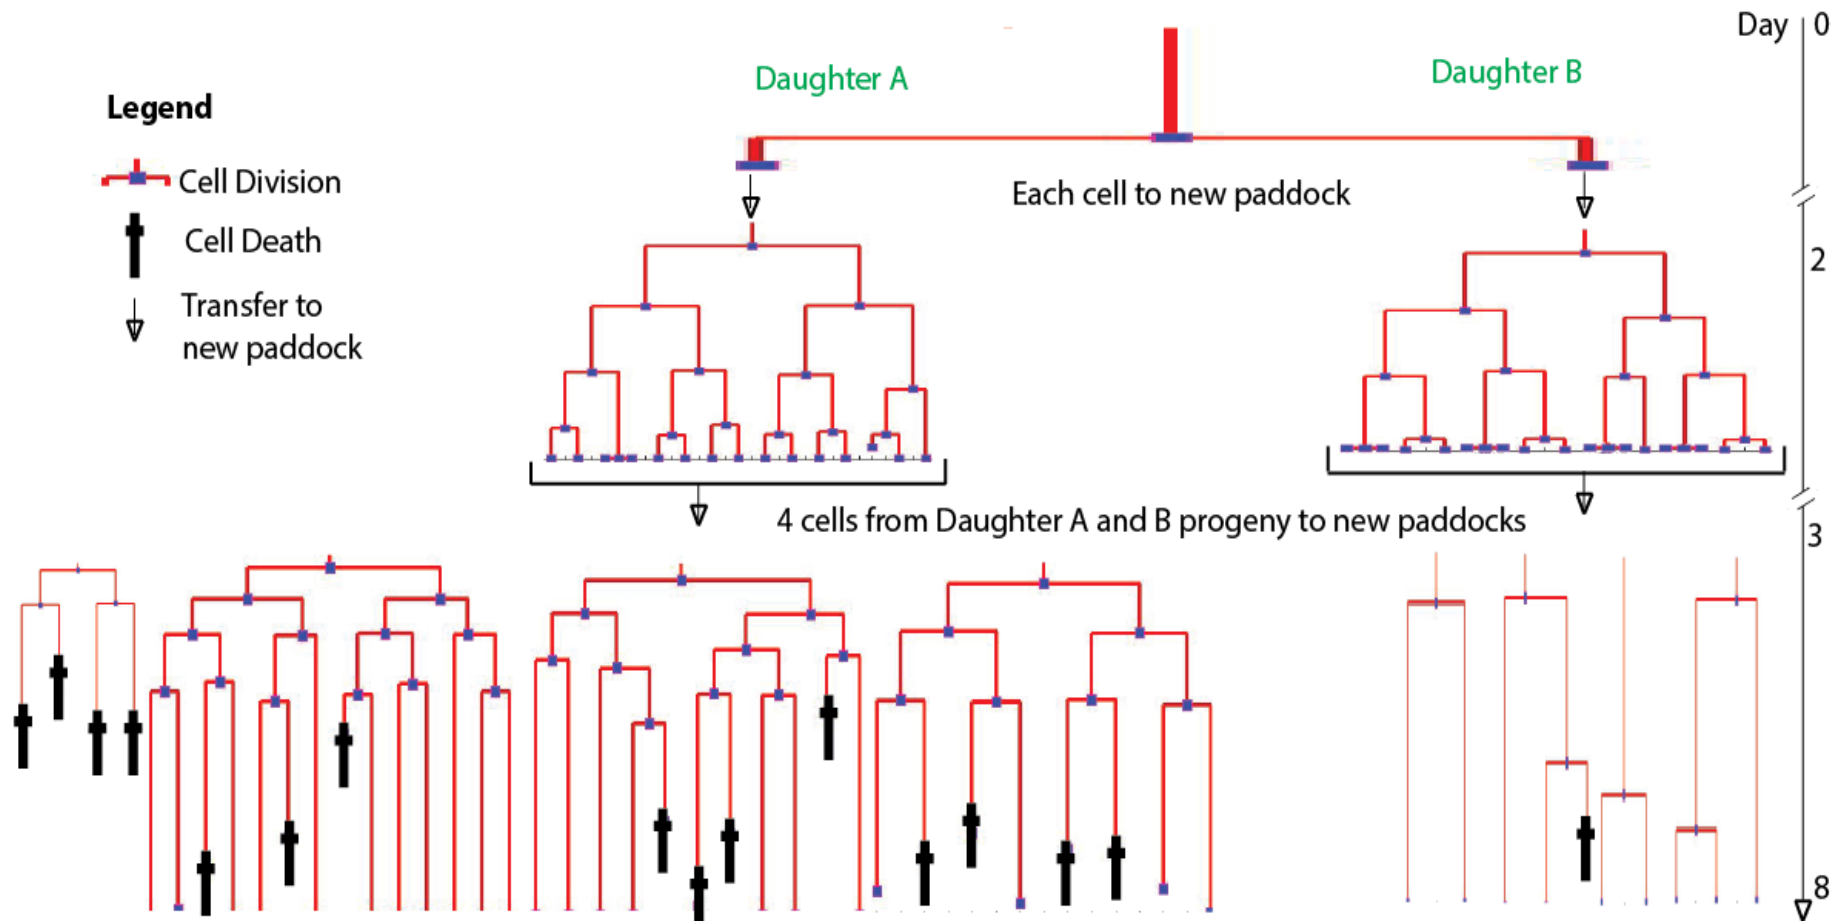 Day 0
Daughter A
Daughter B
Legend
Cell Division
Each cell to new paddock
Cell Death
2
Transfer to
new paddock
4 cells from Daughter A and B progeny to new paddocks
3
8